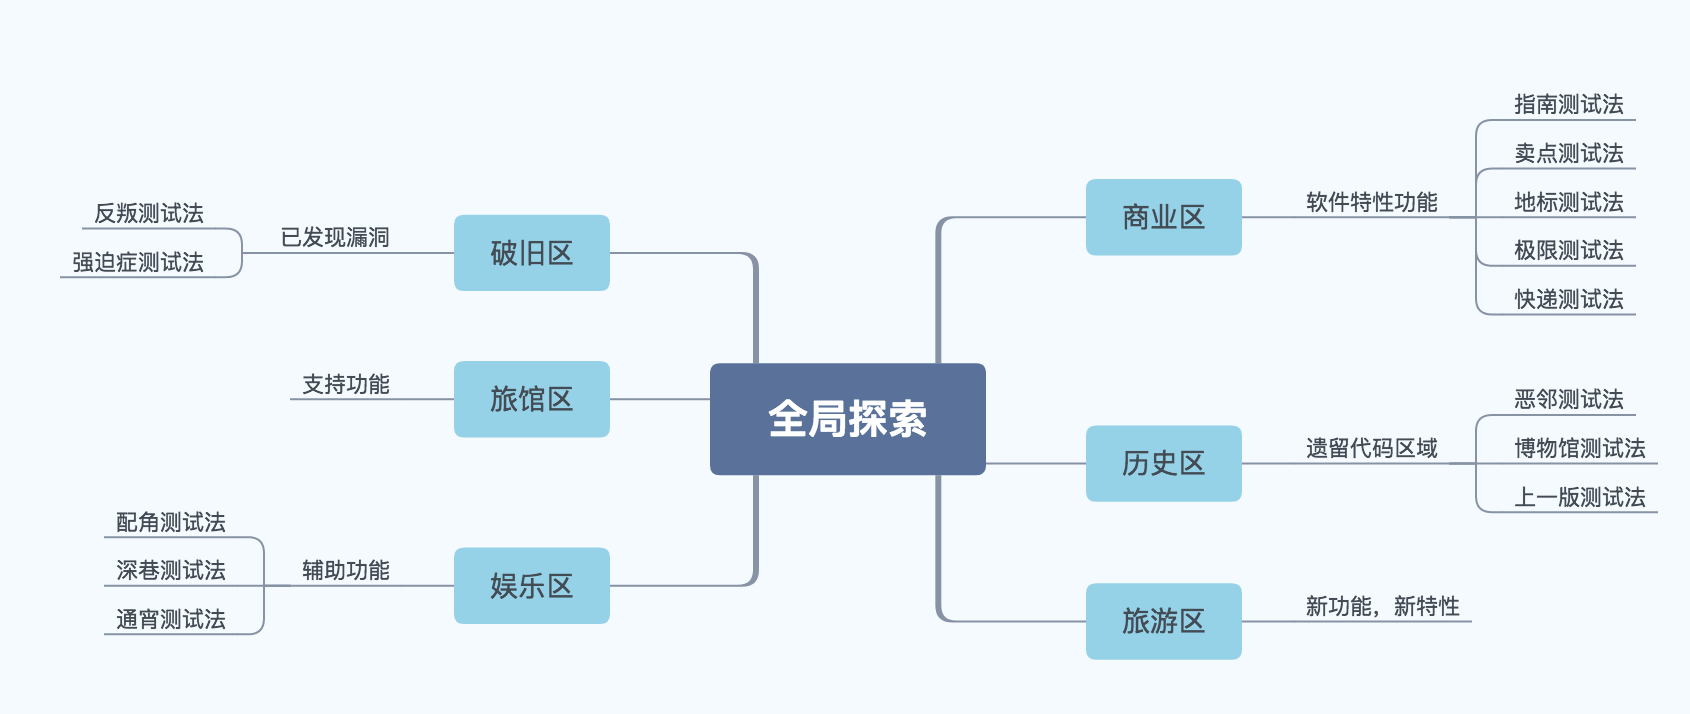 全局探索
商业区
软件特性功能
指南测试法
卖点测试法
地标测试法
极限测试法
快递测试法
历史区
遗留代码区域
恶邻测试法
博物馆测试法
上一版测试法
旅游区
新功能，新特性
破旧区
已发现漏洞
反叛测试法
强迫症测试法
旅馆区
支持功能
娱乐区
辅助功能
配角测试法
深巷测试法
通宵测试法